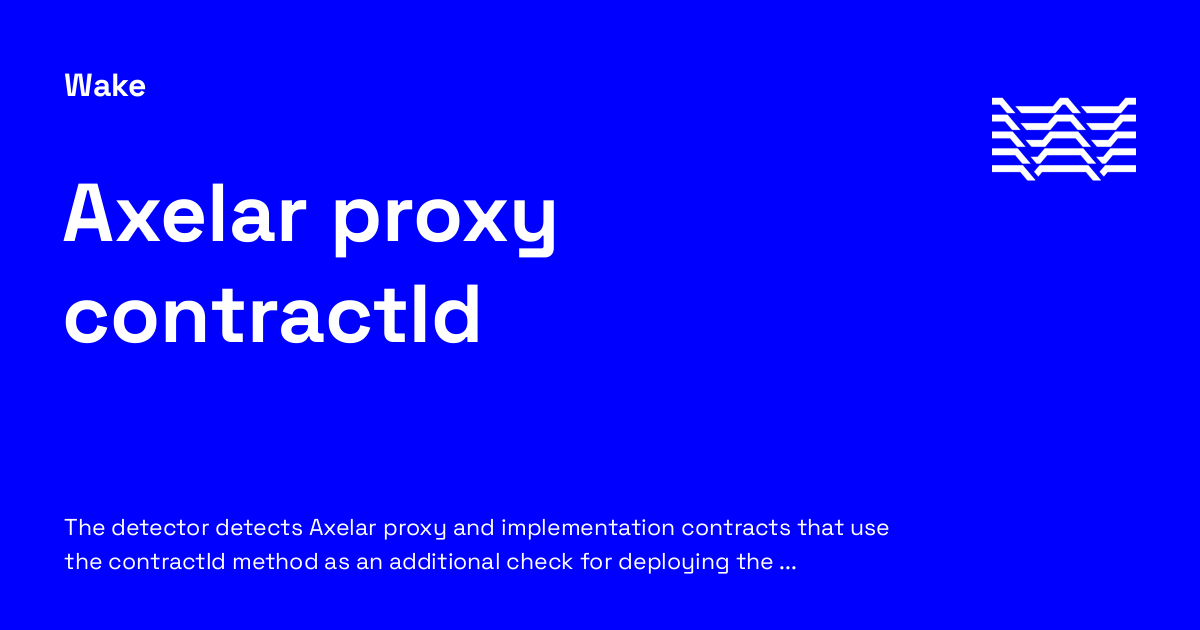 Wake
Axelar proxy
contractId
The detector detects Axelar proxy and implementation contracts that use
the contractId method as an additional check for deploying the ...